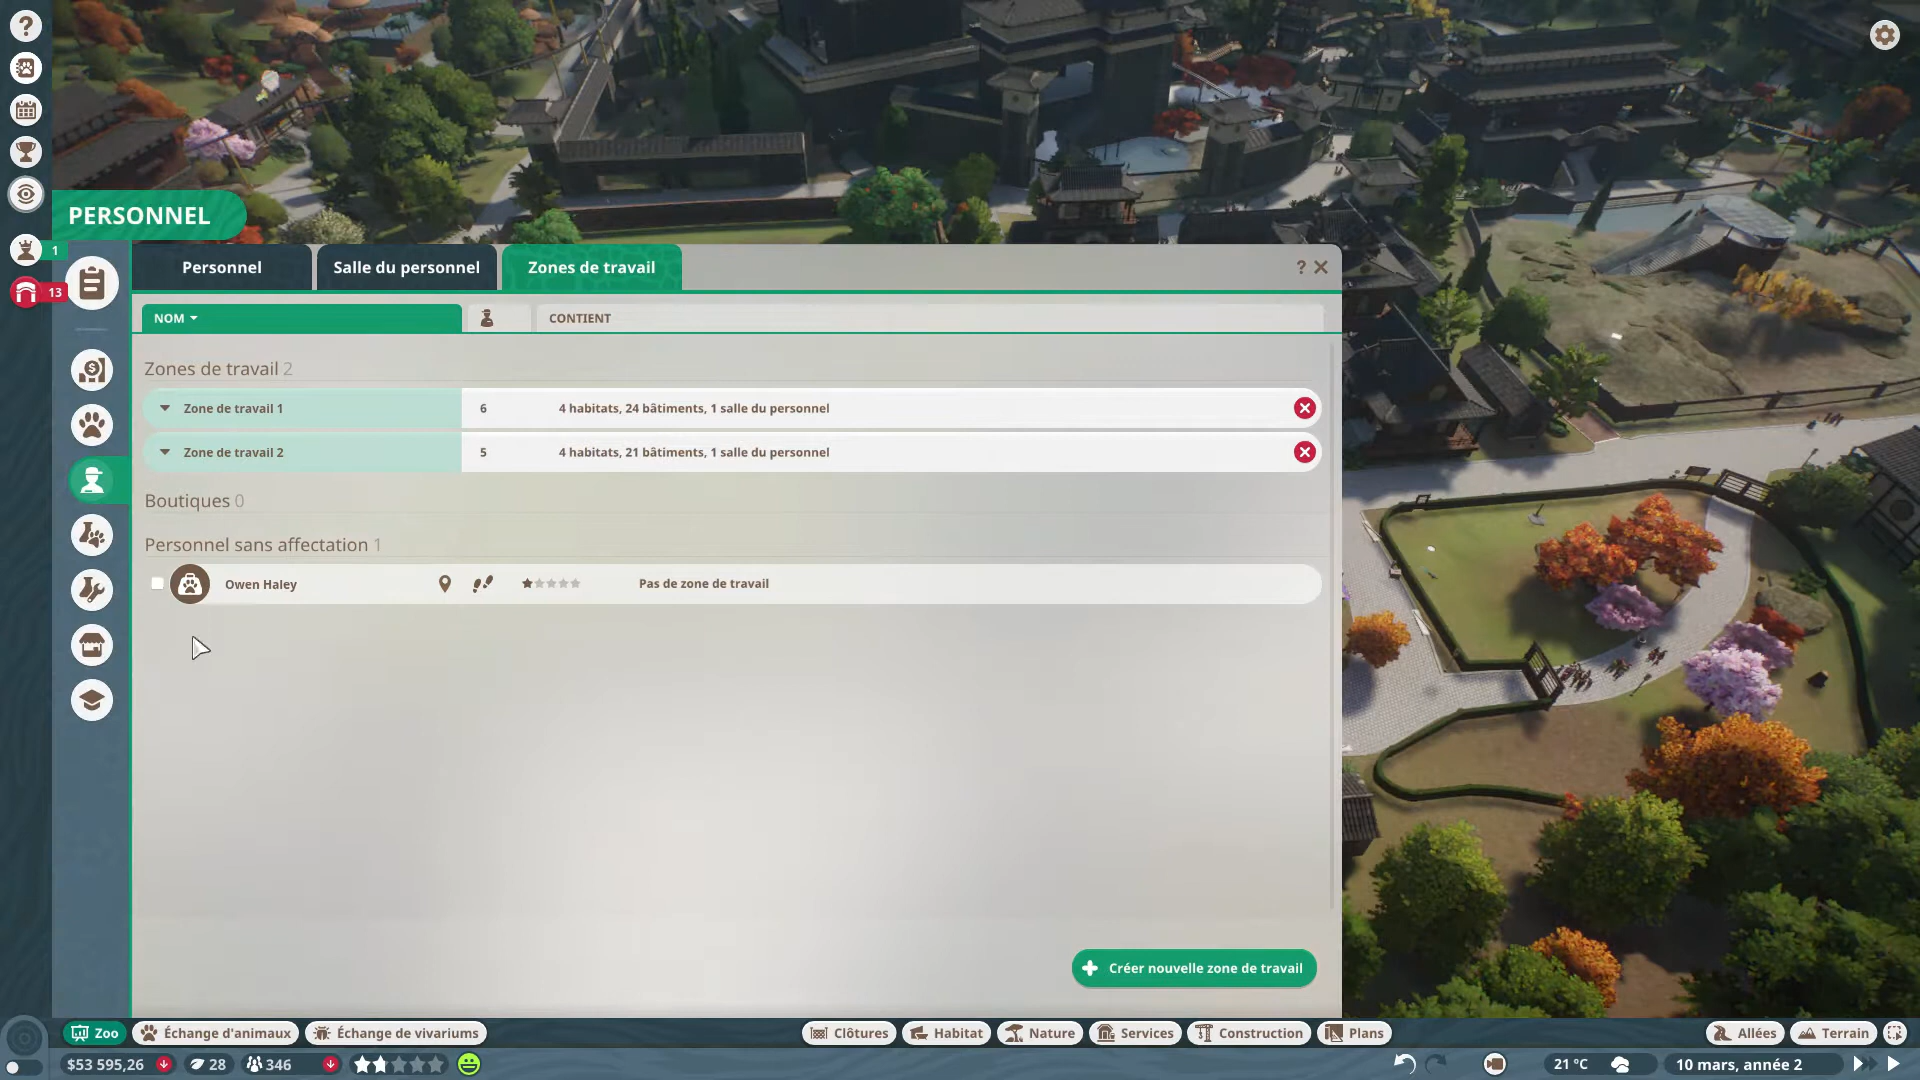 PERSONNEL
1
13
Personnel
Salle du personnel
Zones de travail
?
NOM
CONTIENT
Zones de travail 2
Zone de travail 1
6
4 habitats, 24 bâtiments, 1 salle du personnel
Zone de travail 2
5
4 habitats, 21 bâtiments, 1 salle du personnel
Boutiques 0
Personnel sans affectation 1
Owen Haley
Pas de zone de travail
Créer nouvelle zone de travail
Zoo
Échange d'animaux
Échange de vivariums
Clôtures
Habitat
Nature
Services
Construction
Plans
Allées
Terrain
$53 595,26
28
346
21 °C
10 mars, année 2